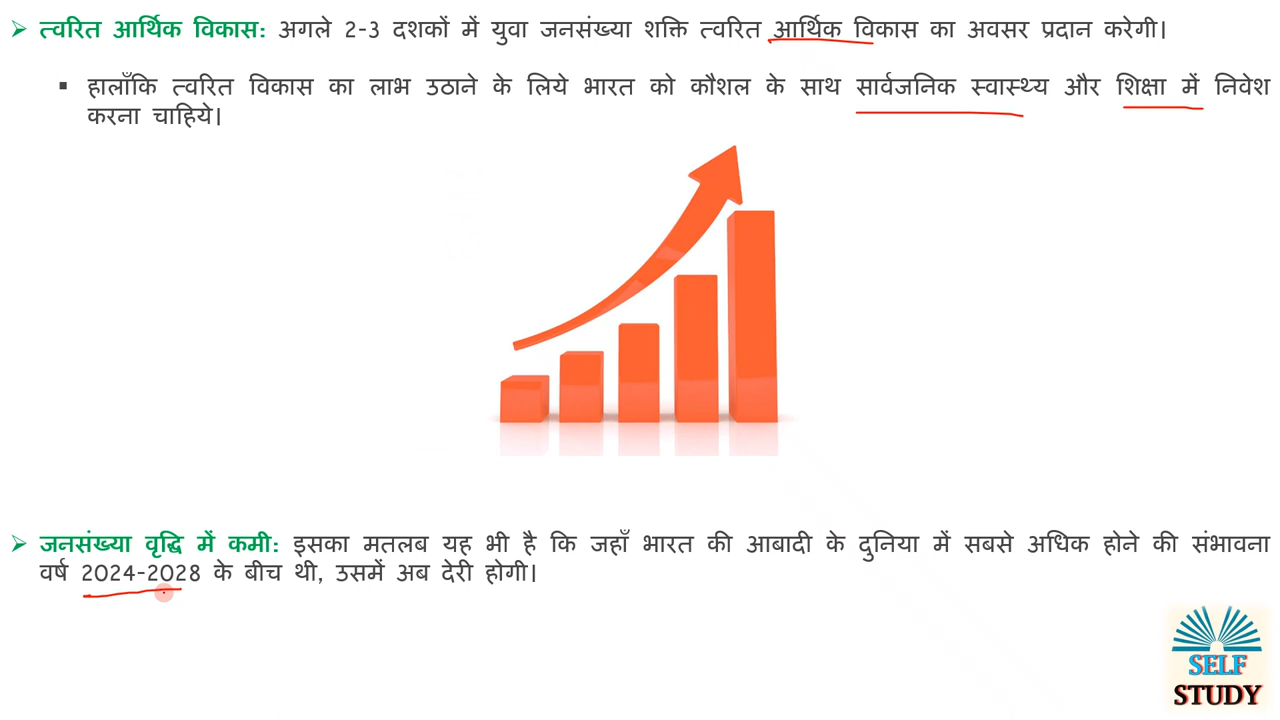 त्वरित आर्थिक विकास: अगले 2-3 दशकों में युवा जनसंख्या शक्ति त्वरित आर्थिक विकास का अवसर प्रदान करेगी।
हालाँकि त्वरित विकास का लाभ उठाने के लिये भारत को कौशल के साथ सार्वजनिक स्वास्थ्य और शिक्षा में निवेश
करना चाहिये।
जनसंख्या वृद्धि में कमी: इसका मतलब यह भी है कि जहाँ भारत की आबादी के दुनिया में सबसे अधिक होने की संभावना
वर्ष 2024-2028 के बीच थी, उसमें अब देरी होगी।
SELF
STUDY